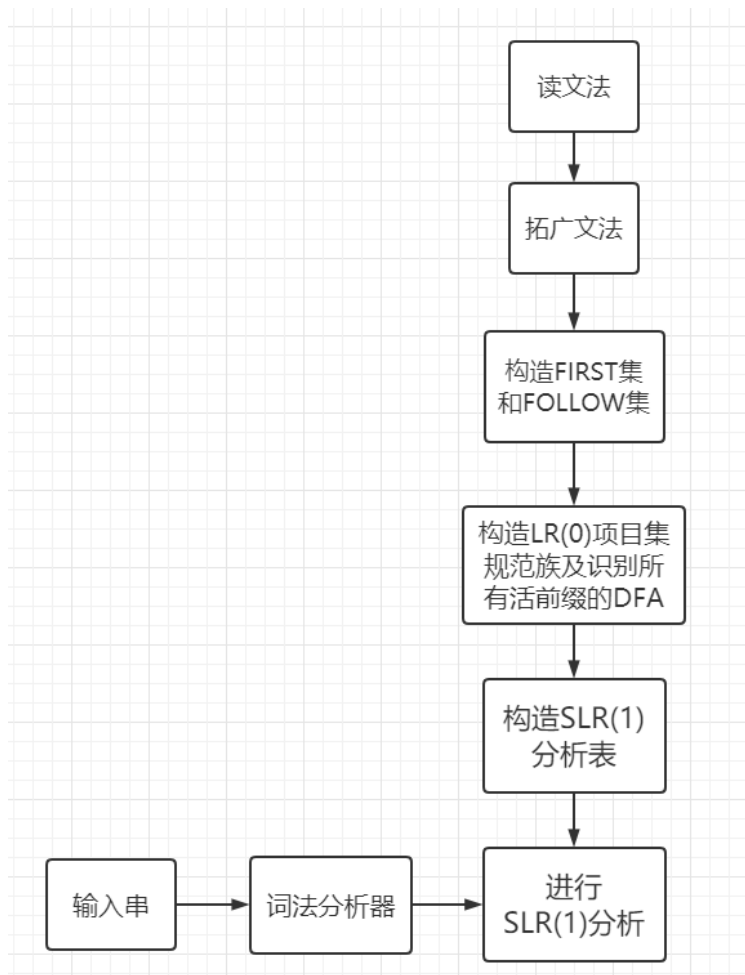 读文法
拓广文法
构造FIRST集
和FOLLOW集
构造LR(0)项目集
规范族及识别所
有活前缀的DFA
构造SLR(1)
分析表
输入串
词法分析器
进行
SLR(1)分析